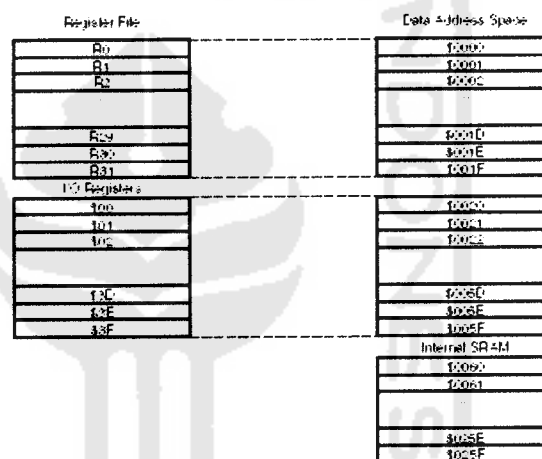 Register File
Data Address Space
R0
$0000
R1
$0001
R2
$0002
...
...
R29
$001D
R30
$001E
R31
$001F
I/O Registers
$00
$0020
$01
$0021
$02
$0022
$3D
$005D
$3E
$005E
$3F
$005F
Internal SRAM
$0060
$0061
...
$025E
$025F